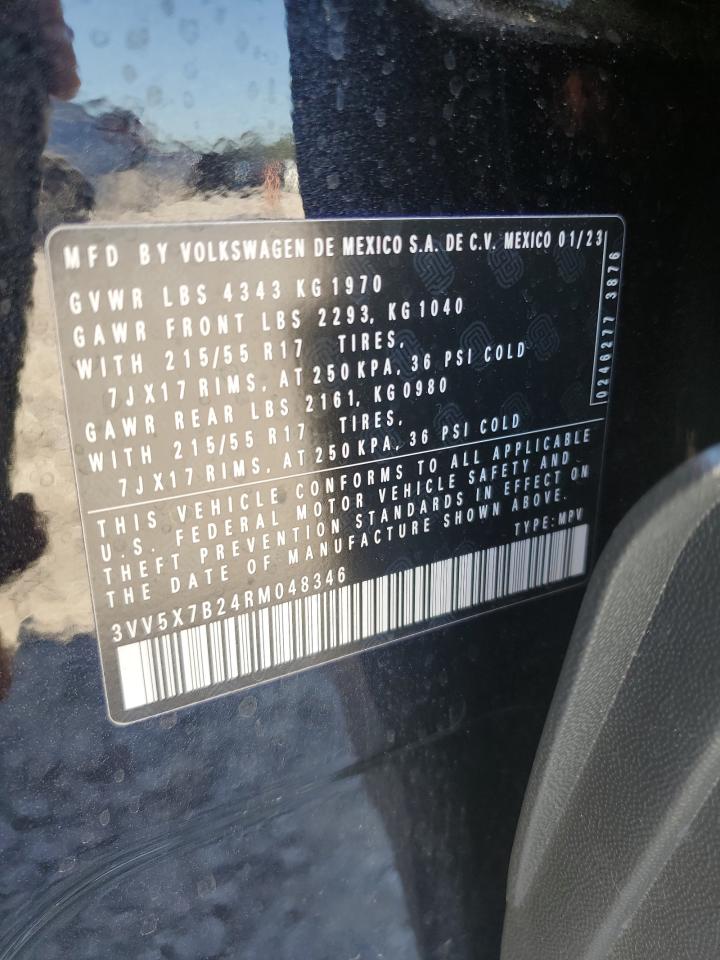 MFD BY VOLKSWAGEN DE MEXICO S.A. DE C.V. MEXICO 01/23
GVWR LBS 4343 KG 1970
GAWR FRONT LBS 2293, KG 1040
WITH 215/55 R17 TIRES,
7JX17 RIMS, AT 250 KPA, 36 PSI COLD
GAWR REAR LBS 2161, KG 0980
WITH 215/55 R17 TIRES,
7JX17 RIMS, AT 250 KPA, 36 PSI COLD
THIS VEHICLE CONFORMS TO ALL APPLICABLE
U.S. FEDERAL MOTOR VEHICLE SAFETY AND
THEFT PREVENTION STANDARDS IN EFFECT ON
THE DATE OF MANUFACTURE SHOWN ABOVE.
3VV5X7B24RM048346 TYPE: MPV
0246277 3876